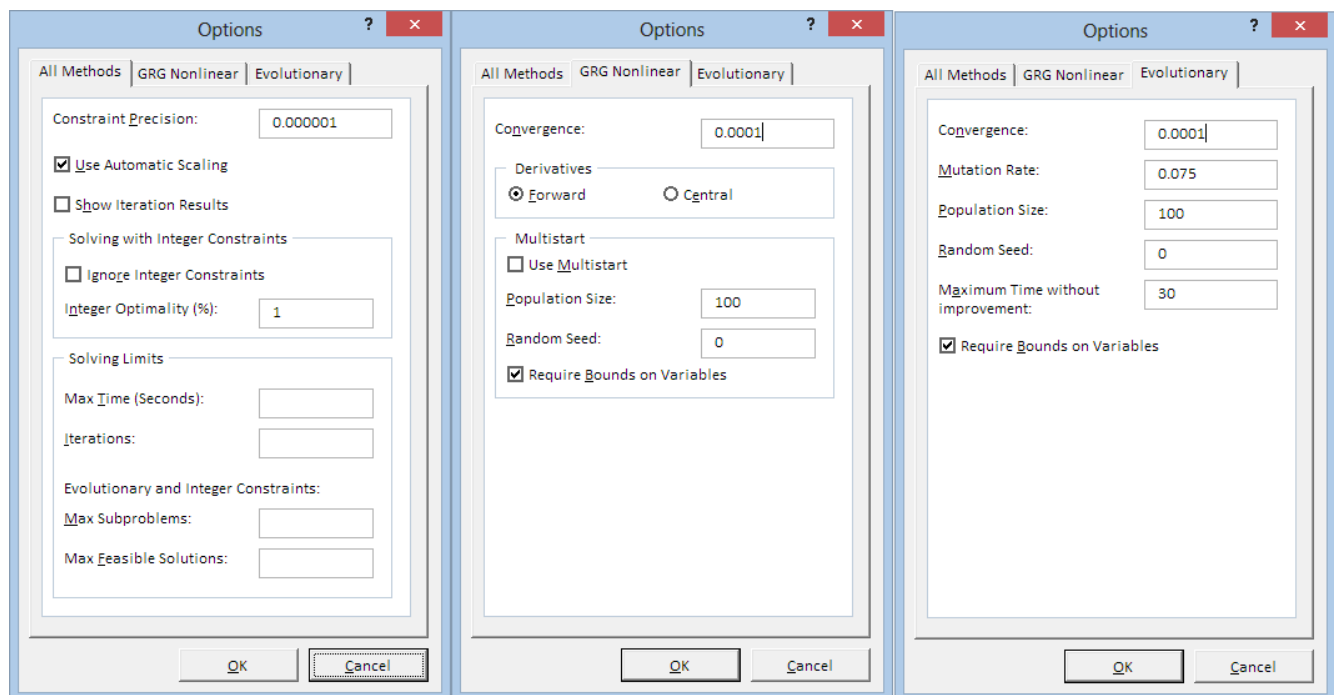 Options ? ×
All Methods GRG Nonlinear Evolutionary
Constraint Precision: 0.000001
Use Automatic Scaling
Show Iteration Results
Solving with Integer Constraints
Ignore Integer Constraints
Integer Optimality (%): 1
Solving Limits
Max Time (Seconds):
Iterations:
Evolutionary and Integer Constraints:
Max Subproblems:
Max Feasible Solutions:
OK Cancel
Options ? ×
All Methods GRG Nonlinear Evolutionary
Convergence: 0.0001
Derivatives
Forward Central
Multistart
Use Multistart
Population Size: 100
Random Seed: 0
Require Bounds on Variables
OK Cancel
Options ? ×
All Methods GRG Nonlinear Evolutionary
Convergence: 0.0001
Mutation Rate: 0.075
Population Size: 100
Random Seed: 0
Maximum Time without 30
improvement:
Require Bounds on Variables
OK Cancel